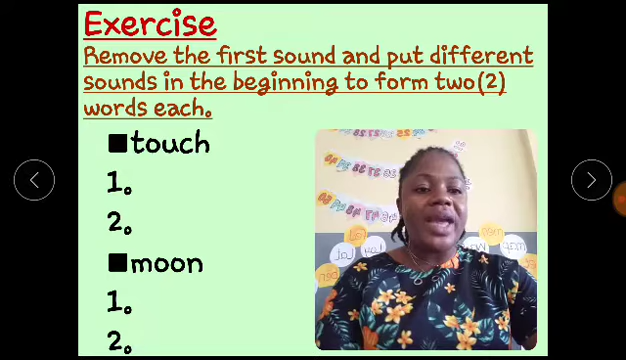 Exercise
Remove the first sound and put different
sounds in the beginning to form two(2)
words each.
■touch
1.
2.
■moon
1.
2.